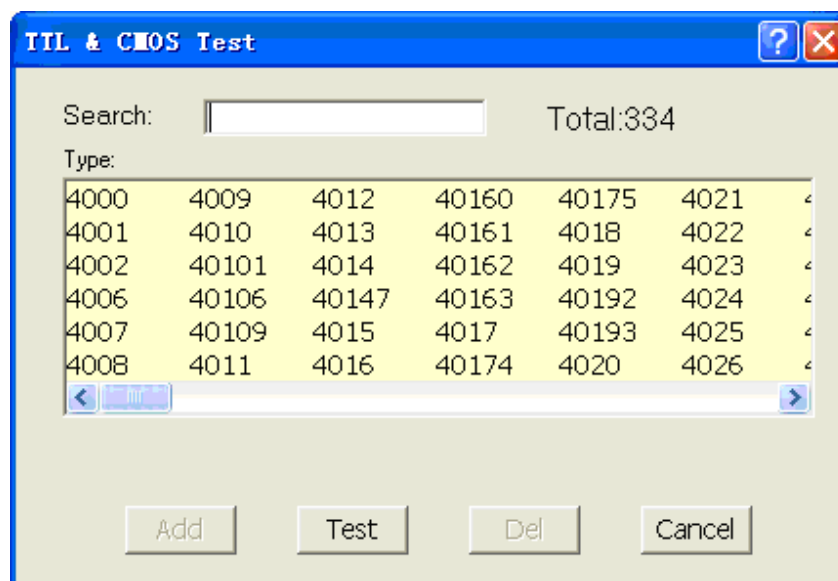 TTL & CMOS Test
Search: Total:334
Type:
4000 4009 4012 40160 40175 4021
4001 4010 4013 40161 4018 4022
4002 40101 4014 40162 4019 4023
4006 40106 40147 40163 40192 4024
4007 40109 4015 4017 40193 4025
4008 4011 4016 40174 4020 4026
Add Test Del Cancel